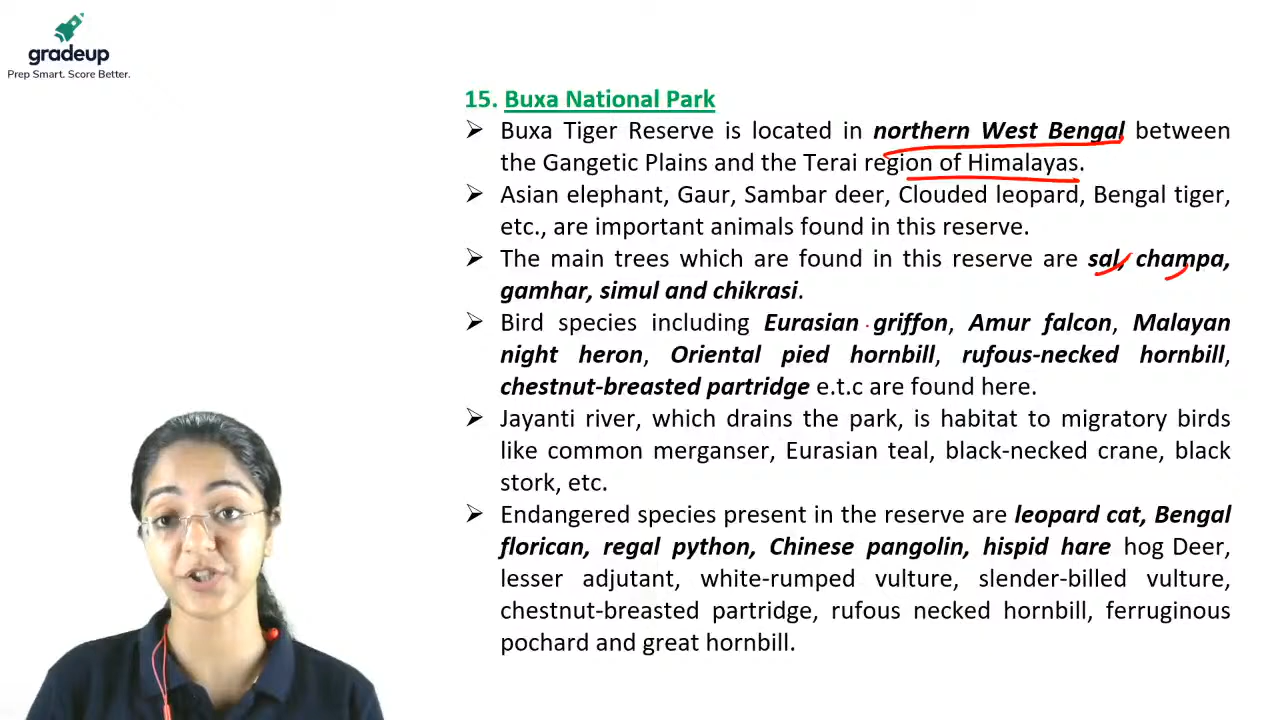 gradeup
Prep Smart. Score Better.
15. Buxa National Park
➢ Buxa Tiger Reserve is located in northern West Bengal between
the Gangetic Plains and the Terai region of Himalayas.
➢ Asian elephant, Gaur, Sambar deer, Clouded leopard, Bengal tiger,
etc., are important animals found in this reserve.
➢ The main trees which are found in this reserve are sal, champa,
gamhar, simul and chikrasi.
➢ Bird species including Eurasian griffon, Amur falcon, Malayan
night heron, Oriental pied hornbill, rufous-necked hornbill,
chestnut-breasted partridge e.t.c are found here.
➢ Jayanti river, which drains the park, is habitat to migratory birds
like common merganser, Eurasian teal, black-necked crane, black
stork, etc.
➢ Endangered species present in the reserve are leopard cat, Bengal
florican, regal python, Chinese pangolin, hispid hare hog Deer,
lesser adjutant, white-rumped vulture, slender-billed vulture,
chestnut-breasted partridge, rufous necked hornbill, ferruginous
pochard and great hornbill.